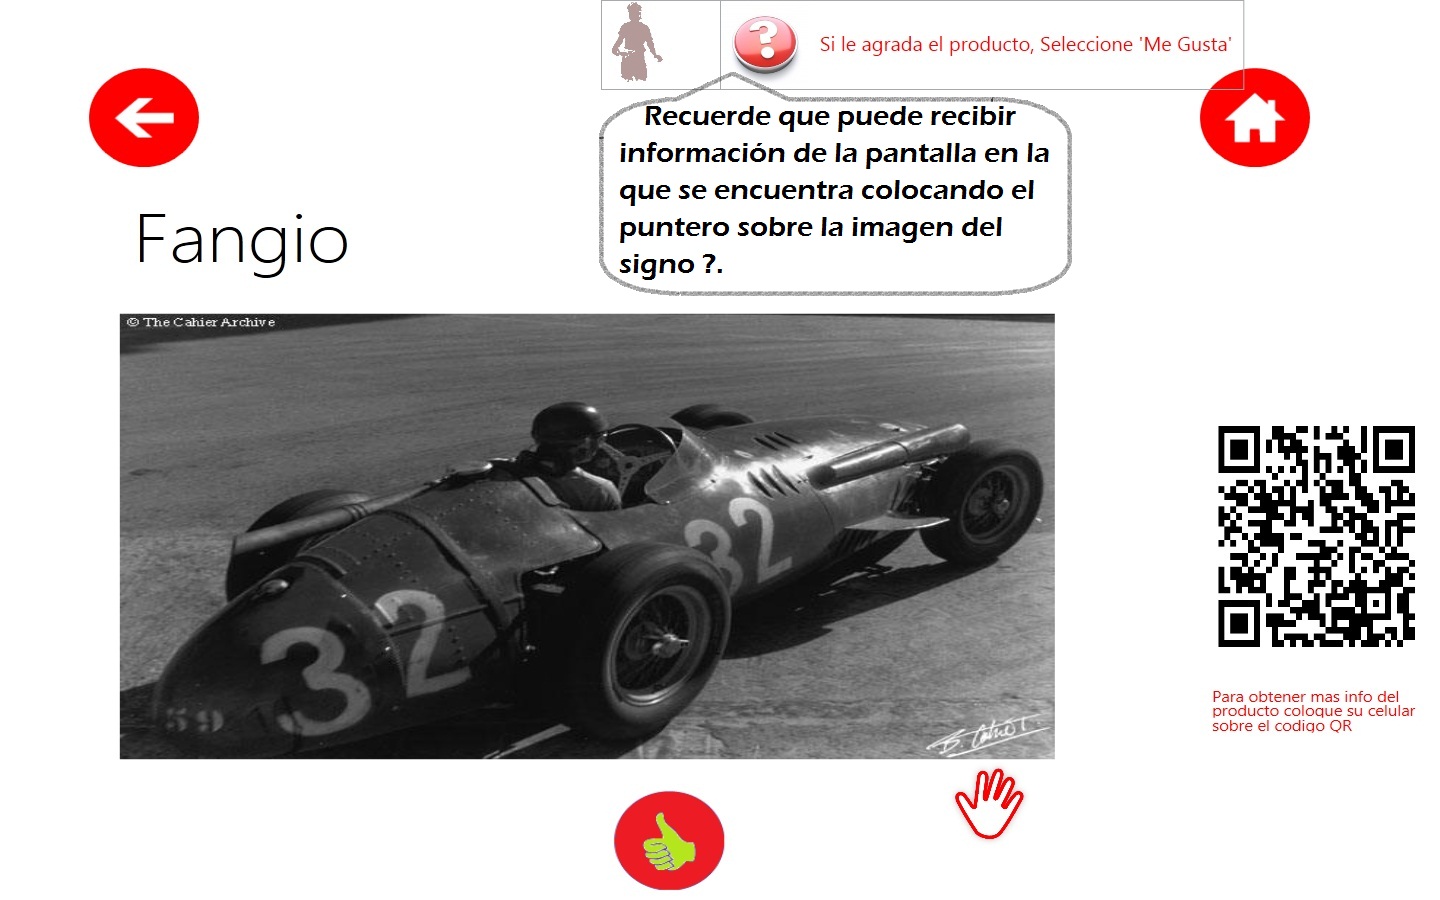 Si le agrada el producto, Seleccione 'Me Gusta'
Recuerde que puede recibir
información de la pantalla en la
que se encuentra colocando el
puntero sobre la imagen del
signo ?.
Fangio
© The Cahier Archive
32
32
Para obtener mas info del
producto coloque su celular
sobre el codigo QR